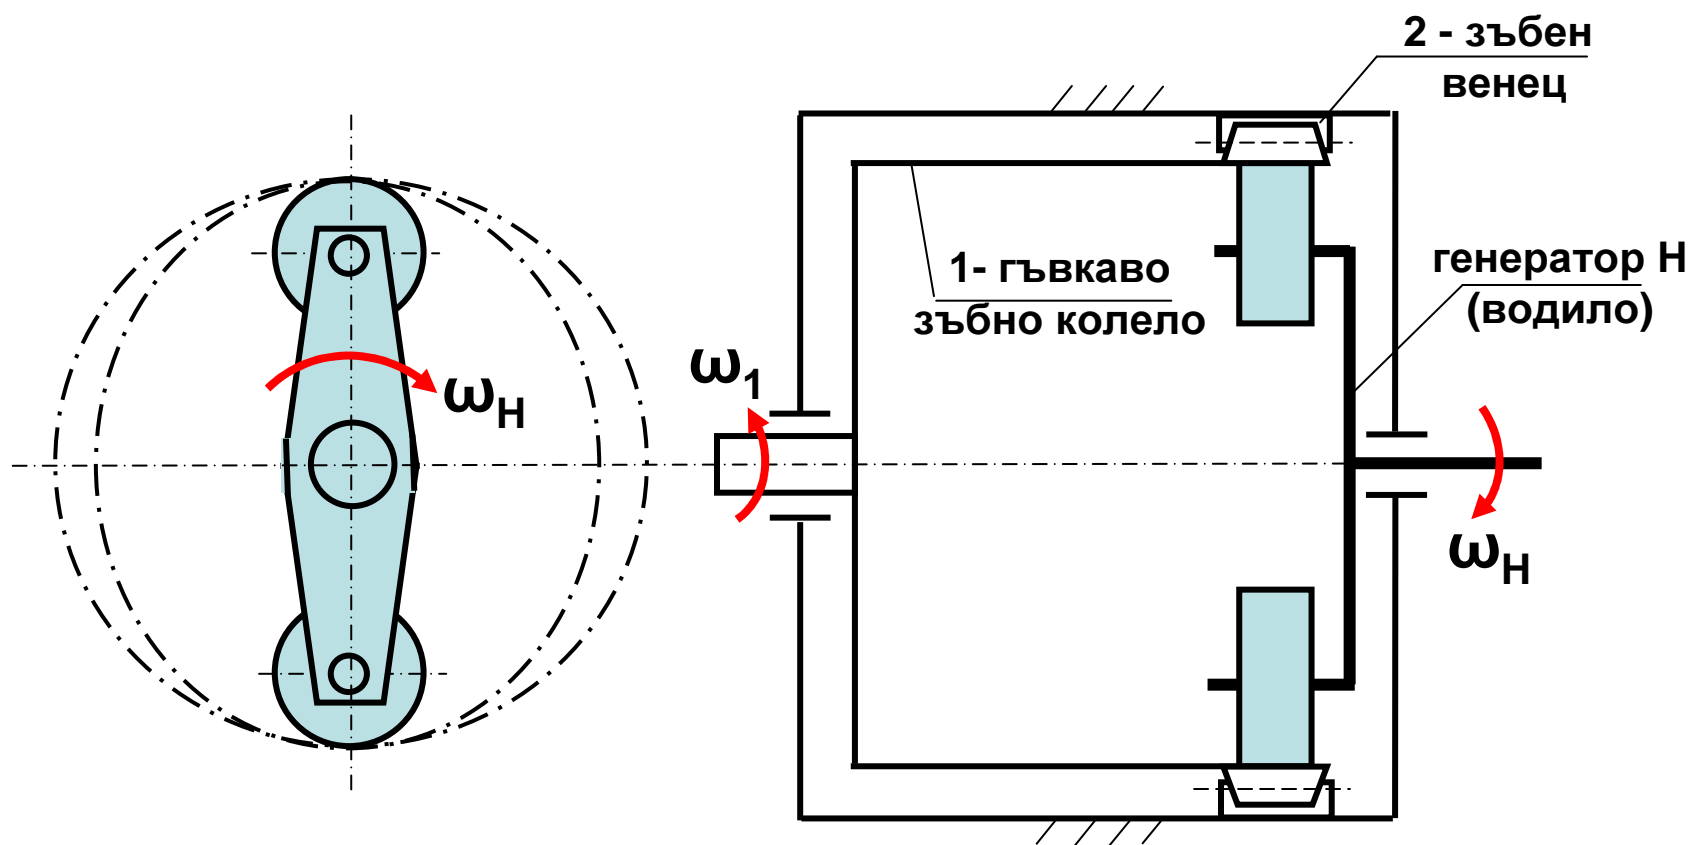 2 - зъбен
венец
1- гъвкаво
зъбно колело
генератор H
(водило)
ω1
ωH
ωH